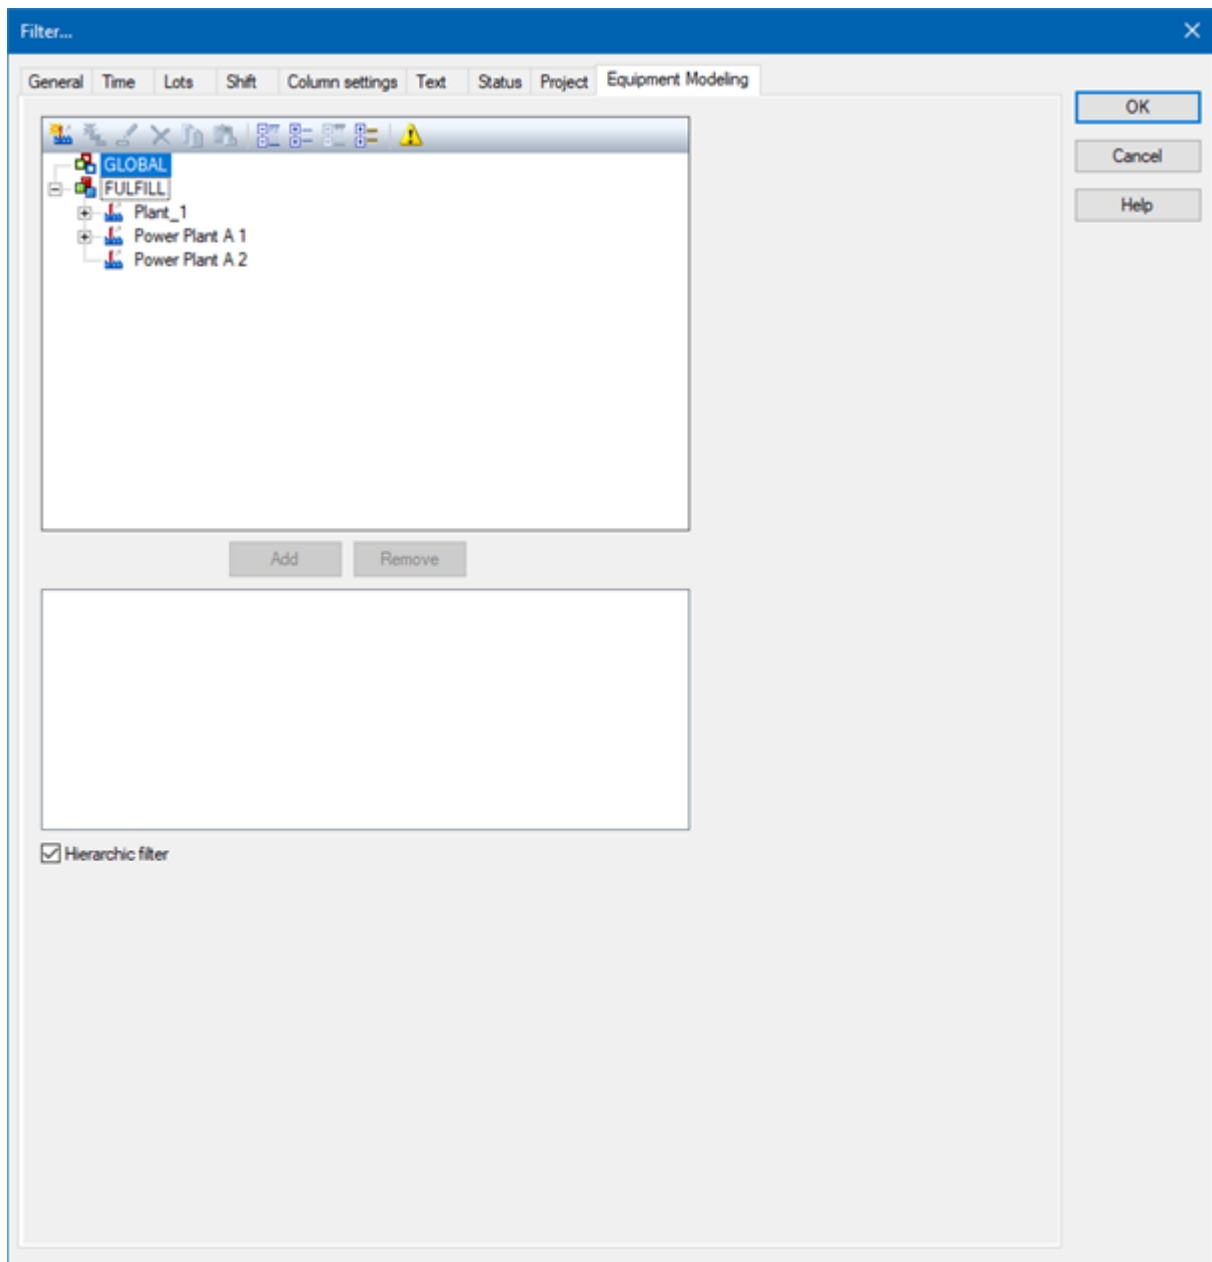 Filter...
General Time Lots Shift Column settings Text Status Project Equipment Modeling
OK
Cancel
Help
GLOBAL
FULFILL
Plant_1
Power Plant A 1
Power Plant A 2
Add Remove
Hierarchic filter